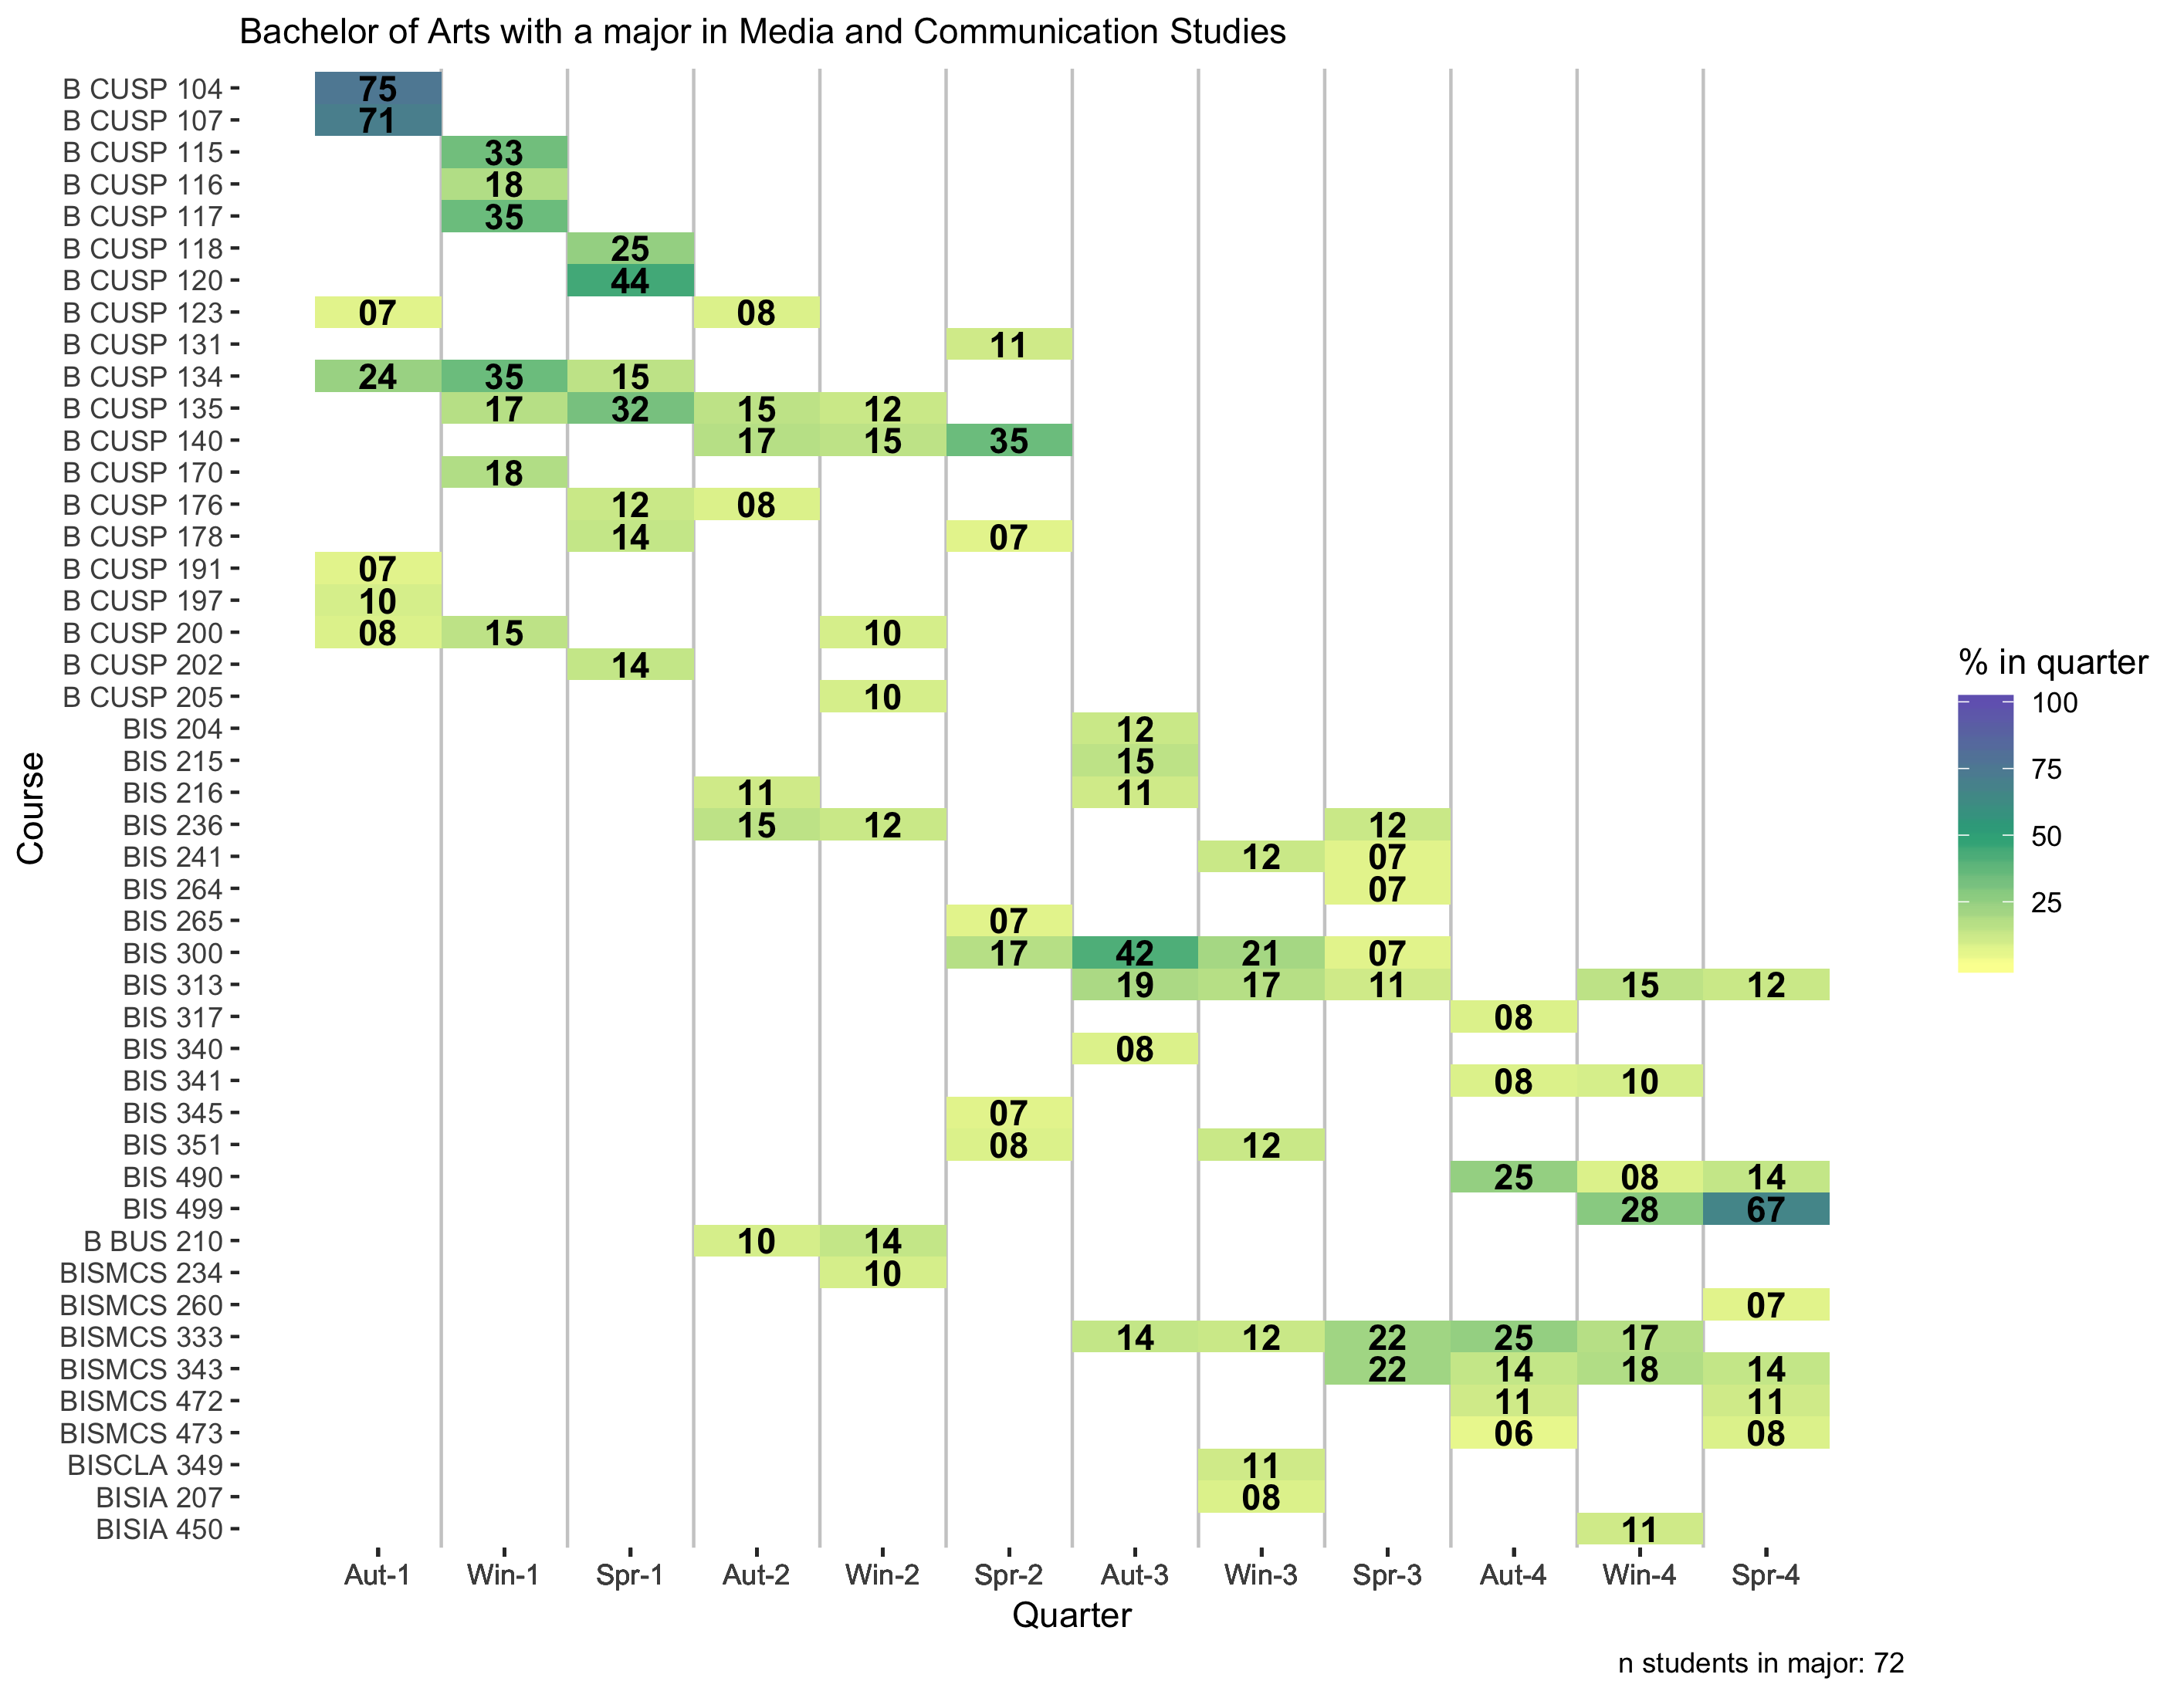 Bachelor of Arts with a major in Media and Communication Studies
Course
B CUSP 104 75
B CUSP 107 71
B CUSP 115 33
B CUSP 116 18
B CUSP 117 35
B CUSP 118 25
B CUSP 120 44
B CUSP 123 07 08
B CUSP 131 11
B CUSP 134 24 35 15
B CUSP 135 17 32 15 12
B CUSP 140 17 15 35
B CUSP 170 18
B CUSP 176 12 08
B CUSP 178 14 07
B CUSP 191 07
B CUSP 197 10
B CUSP 200 08 15 10
B CUSP 202 14
B CUSP 205 10
BIS 204 12
BIS 215 15
BIS 216 11 11
BIS 236 15 12 12
BIS 241 12 07
BIS 264 07
BIS 265 07
BIS 300 17 42 21 07
BIS 313 19 17 11 15 12
BIS 317 08
BIS 340 08
BIS 341 08 10
BIS 345 07
BIS 351 08 12
BIS 490 25 08 14
BIS 499 28 67
B BUS 210 10 14
BISMCS 234 10
BISMCS 260 07
BISMCS 333 14 12 22 25 17
BISMCS 343 22 14 18 14
BISMCS 472 11 11
BISMCS 473 06 08
BISCLA 349 11
BISIA 207 08
BISIA 450 11
Aut-1 Win-1 Spr-1 Aut-2 Win-2 Spr-2 Aut-3 Win-3 Spr-3 Aut-4 Win-4 Spr-4
Quarter
% in quarter
100
75
50
25
n students in major: 72